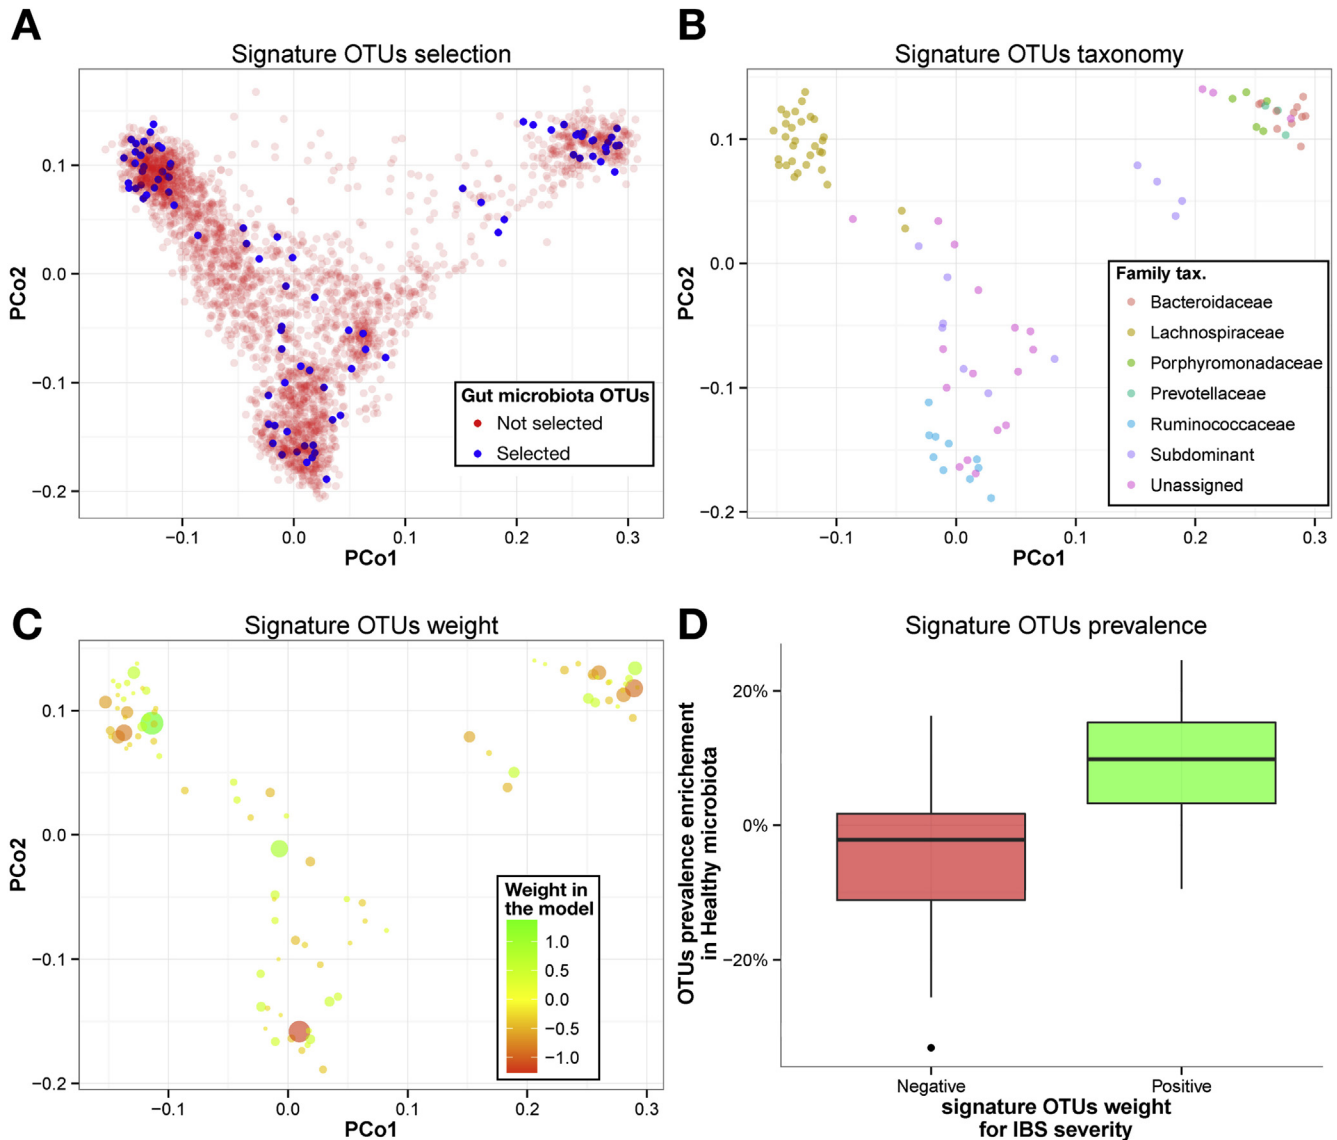 A
Signature OTUs selection
0.1
0.0
−0.1
−0.2
PCo2
−0.1
0.0
0.1
0.2
0.3
PCo1
Gut microbiota OTUs
Not selected
Selected
B
Signature OTUs taxonomy
0.1
0.0
−0.1
−0.2
PCo2
−0.1
0.0
0.1
0.2
0.3
PCo1
Family tax.
Bacteroidaceae
Lachnospiraceae
Porphyromonadaceae
Prevotellaceae
Ruminococcaceae
Subdominant
Unassigned
C
Signature OTUs weight
0.1
0.0
−0.1
−0.2
PCo2
−0.1
0.0
0.1
0.2
0.3
PCo1
Weight in
the model
1.0
0.5
0.0
−0.5
−1.0
D
Signature OTUs prevalence
20%
0%
−20%
OTUs prevalence enrichement
in Healthy microbiota
Negative
Positive
signature OTUs weight
for IBS severity